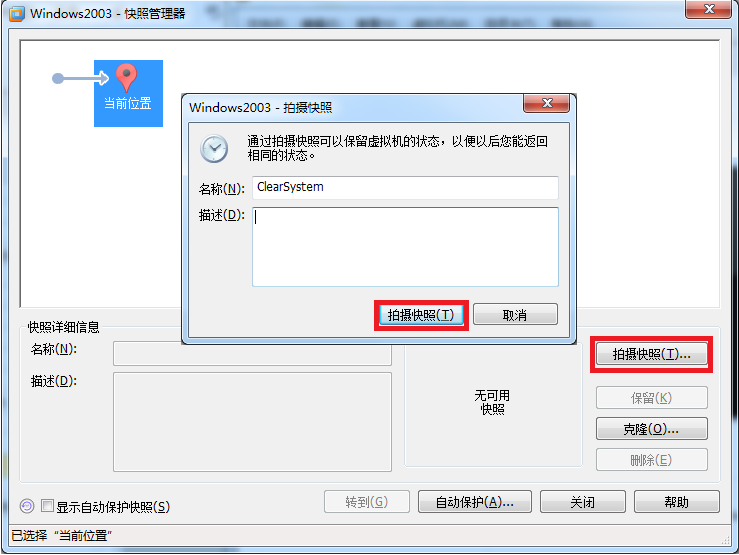 Windows2003 - 快照管理器
当前位置
Windows2003 - 拍摄快照
通过拍摄快照可以保留虚拟机的状态，以便以后您能返回
相同的状态。
名称(N):
ClearSystem
描述(D):
拍摄快照(T)
取消
快照详细信息
名称(N):
描述(D):
无可用
快照
拍摄快照(T)...
保留(K)
克隆(O)...
删除(E)
显示自动保护快照(S)
转到(G)
自动保护(A)...
关闭
帮助
已选择“当前位置”